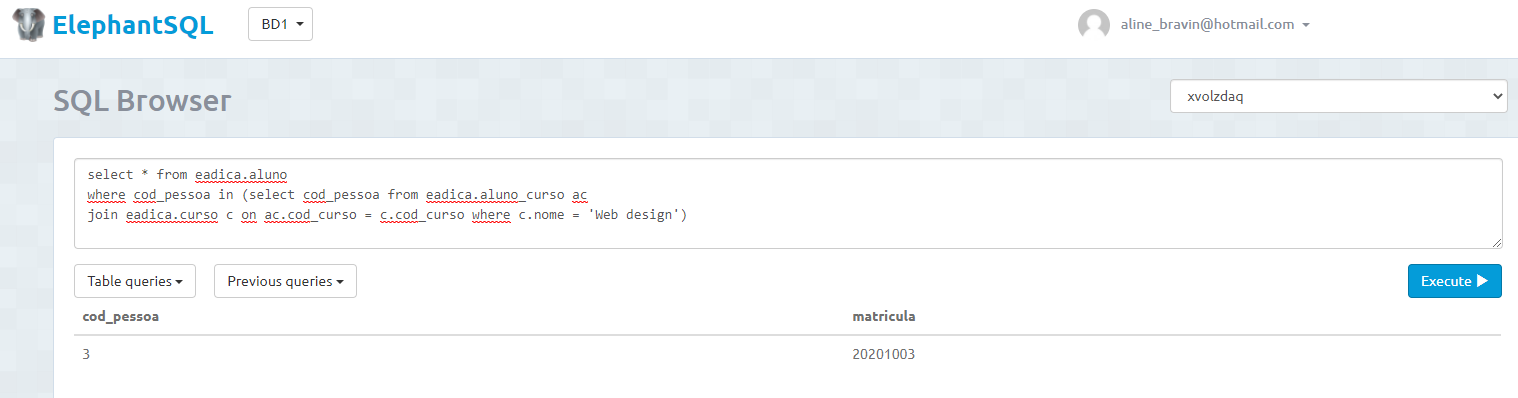 ElephantSQL
BD1
aline_bravin@hotmail.com
SQL Browser
xvolzdaq
select * from eadica.aluno
where cod_pessoa in (select cod_pessoa from eadica.aluno_curso ac
join eadica.curso c on ac.cod_curso = c.cod_curso where c.nome = 'Web design')
Table queries
Previous queries
Execute
cod_pessoa matricula
3 20201003